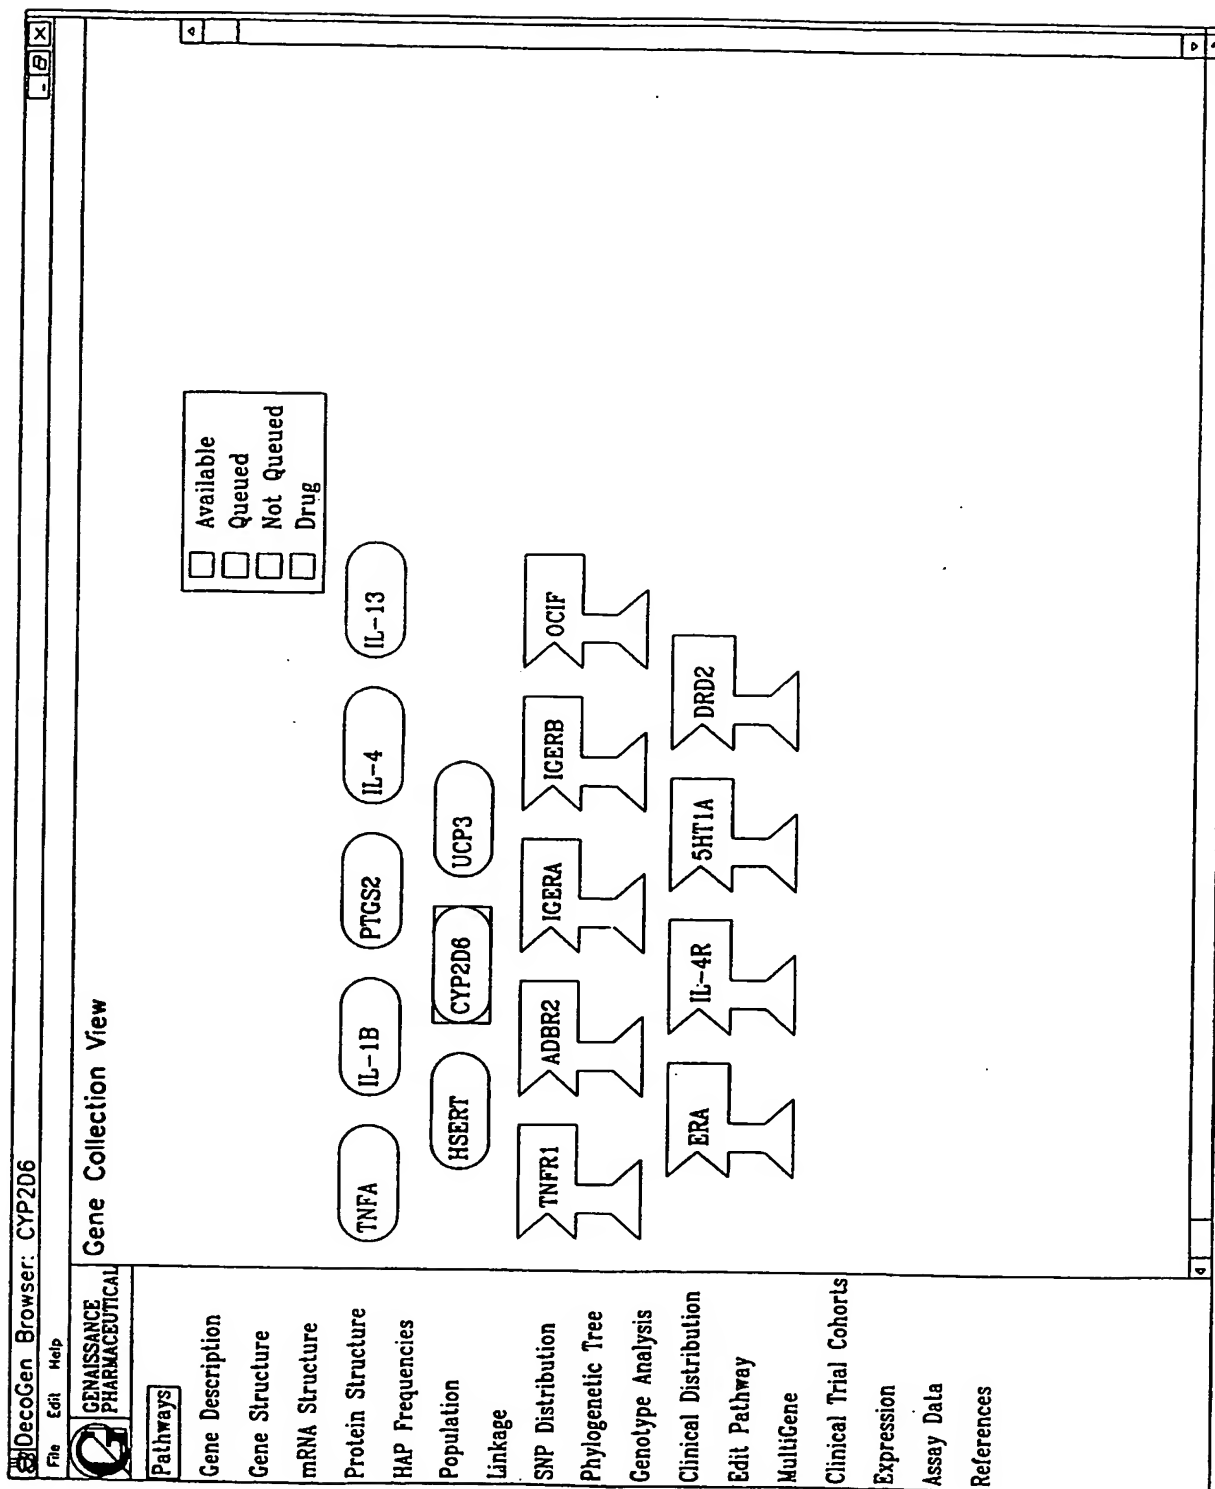 DecoGen Browser: CYP2D6
File Edit Help
GENAISSANCE
PHARMACEUTICAL
Gene Collection View
Pathways
Gene Description
Gene Structure
mRNA Structure
Protein Structure
HAP Frequencies
Population
Linkage
SNP Distribution
Phylogenetic Tree
Genotype Analysis
Clinical Distribution
Edit Pathway
MultiGene
Clinical Trial Cohorts
Expression
Assay Data
References
Available
Queued
Not Queued
Drug
TNFA IL-1B PTGS2 IL-4 IL-13
HSERT CYP2D6 UCP3
TNFR1 ADBR2 IGERA IGERB OCIF
ERA IL-4R 5HT1A DRD2